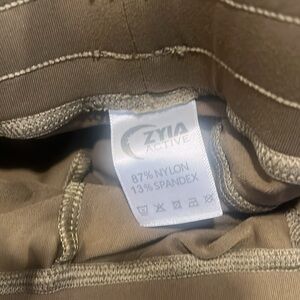 ZYIA
ACTIVE
87% NYLON
13% SPANDEX